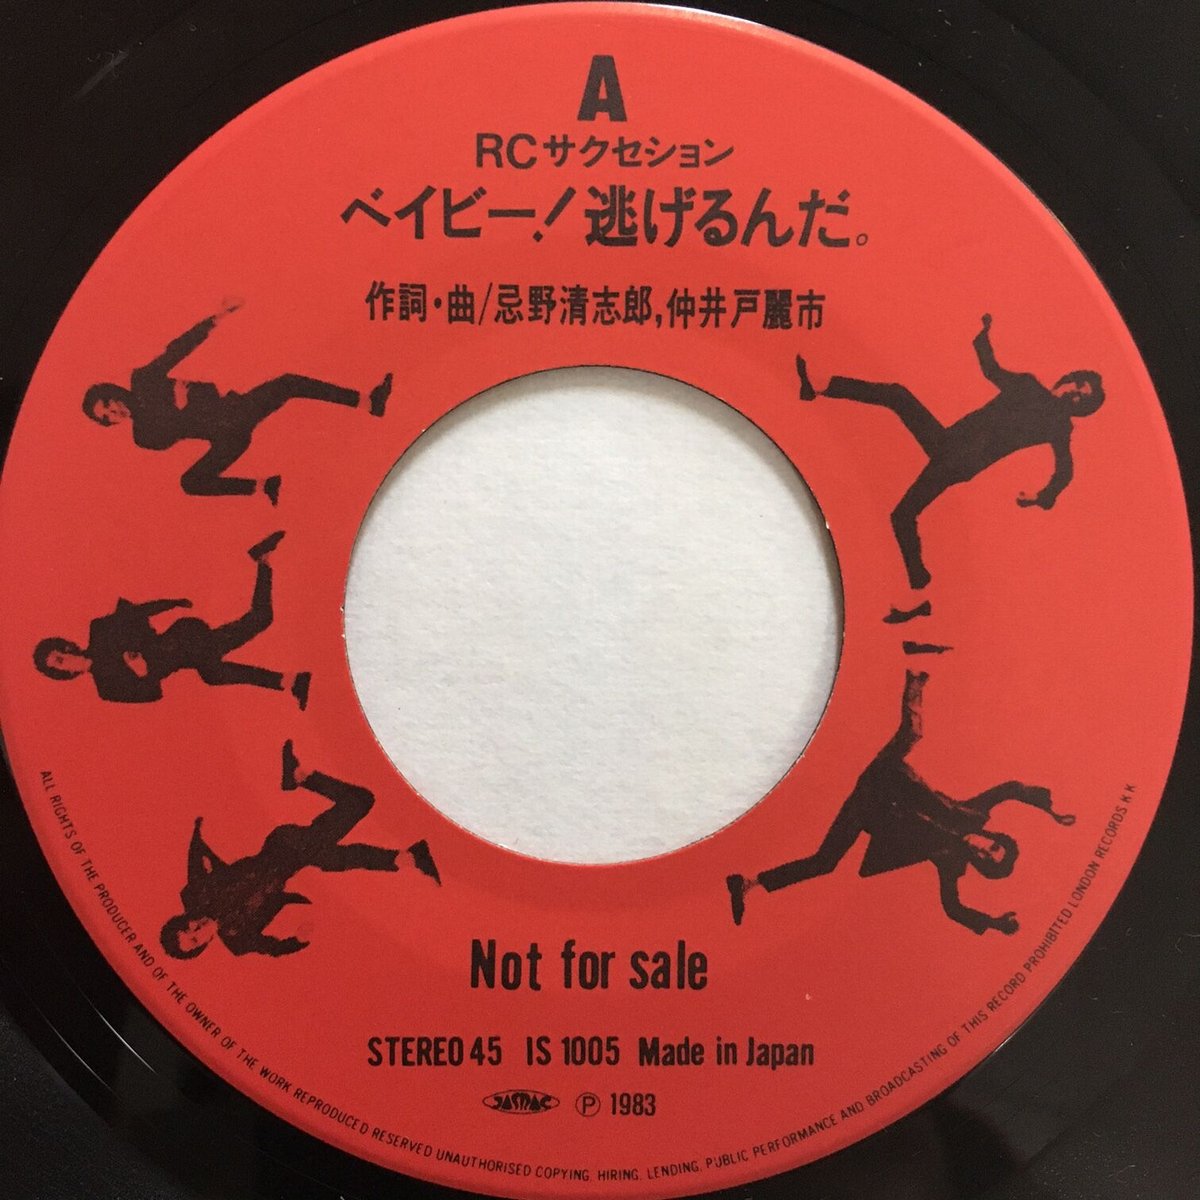 A
RCサクセション
ベイビー!逃げるんだ。
作詞・曲/忌野清志郎,仲井戸麗市
Not for sale
STEREO 45 IS 1005 Made in Japan
JASRAC Ⓟ 1983
ALL RIGHTS OF THE PRODUCER AND OF THE OWNER OF THE WORK REPRODUCED RESERVED UNAUTHORISED COPYING, HIRING, LENDING, PUBLIC PERFORMANCE AND BROADCASTING OF THIS RECORD PROHIBITED LONDON RECORDS K.K